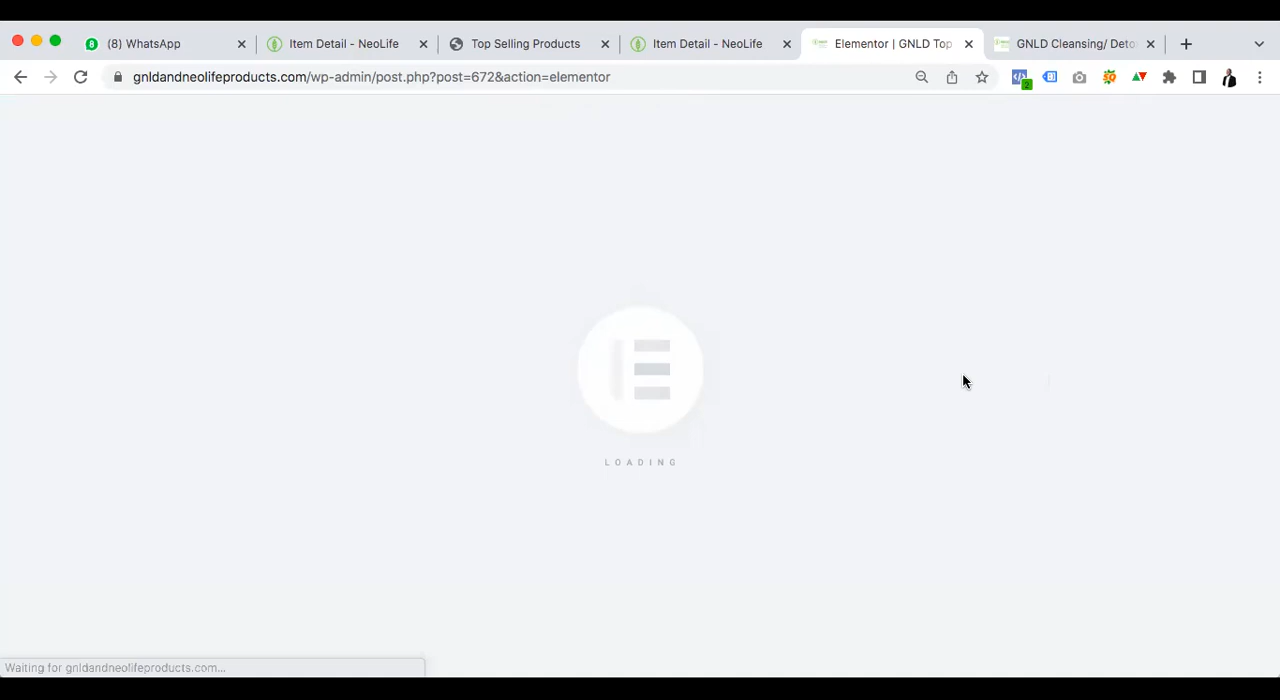 (8) WhatsApp
Item Detail - NeoLife
Top Selling Products
Item Detail - NeoLife
Elementor | GNLD Top
GNLD Cleansing/ Deto
gnldandneolifeproducts.com/wp-admin/post.php?post=672&action=elementor
2
LOADING
Waiting for gnldandneolifeproducts.com...